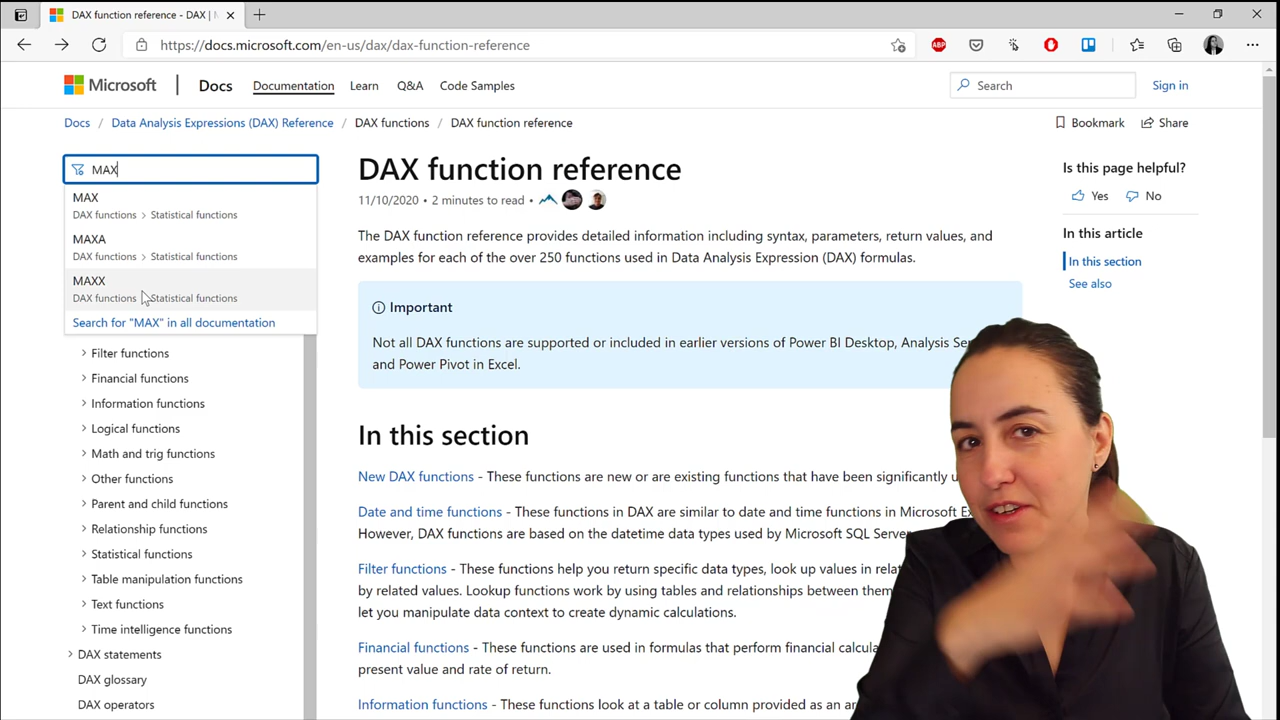 DAX function reference - DAX | M
https://docs.microsoft.com/en-us/dax/dax-function-reference
ABP
Microsoft
Docs
Documentation
Learn
Q&A
Code Samples
Search
Sign in
Docs / Data Analysis Expressions (DAX) Reference / DAX functions / DAX function reference
Bookmark
Share
MAX
MAX
DAX functions > Statistical functions
MAXA
DAX functions > Statistical functions
MAXX
DAX functions > Statistical functions
Search for "MAX" in all documentation
Filter functions
Financial functions
Information functions
Logical functions
Math and trig functions
Other functions
Parent and child functions
Relationship functions
Statistical functions
Table manipulation functions
Text functions
Time intelligence functions
DAX statements
DAX glossary
DAX operators
DAX function reference
11/10/2020 • 2 minutes to read •
The DAX function reference provides detailed information including syntax, parameters, return values, and
examples for each of the over 250 functions used in Data Analysis Expression (DAX) formulas.
Important
Not all DAX functions are supported or included in earlier versions of Power BI Desktop, Analysis Se
and Power Pivot in Excel.
In this section
New DAX functions - These functions are new or are existing functions that have been significantly u
Date and time functions - These functions in DAX are similar to date and time functions in Microsoft Ex
However, DAX functions are based on the datetime data types used by Microsoft SQL Server
Filter functions - These functions help you return specific data types, look up values in relat
by related values. Lookup functions work by using tables and relationships between them
let you manipulate data context to create dynamic calculations.
Financial functions - These functions are used in formulas that perform financial calcula
present value and rate of return.
Information functions - These functions look at a table or column provided as an ar
Is this page helpful?
Yes
No
In this article
In this section
See also